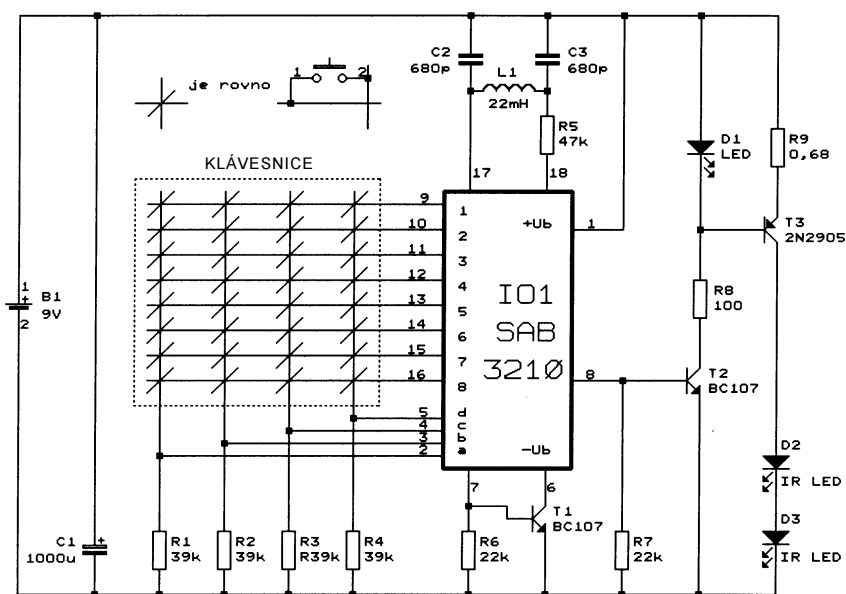 C2
680p
C3
680p
L1
22mH
R5
47k
je rovno
1 2
KLÁVESNICE
D1
LED
R9
0,68
T3
2N2905
R8
100
T2
BC107
B1
9V
1
+
2
17
18
9
10
11
12
13
14
15
16
5
4
3
2
1
2
3
4
5
6
7
8
d
c
b
a
+Ub
1
IO1
SAB
3210
8
-Ub
7
6
T1
BC107
C1
1000u
+
R1
39k
R2
39k
R3
R39k
R4
39k
R6
22k
R7
22k
D2
IR LED
D3
IR LED